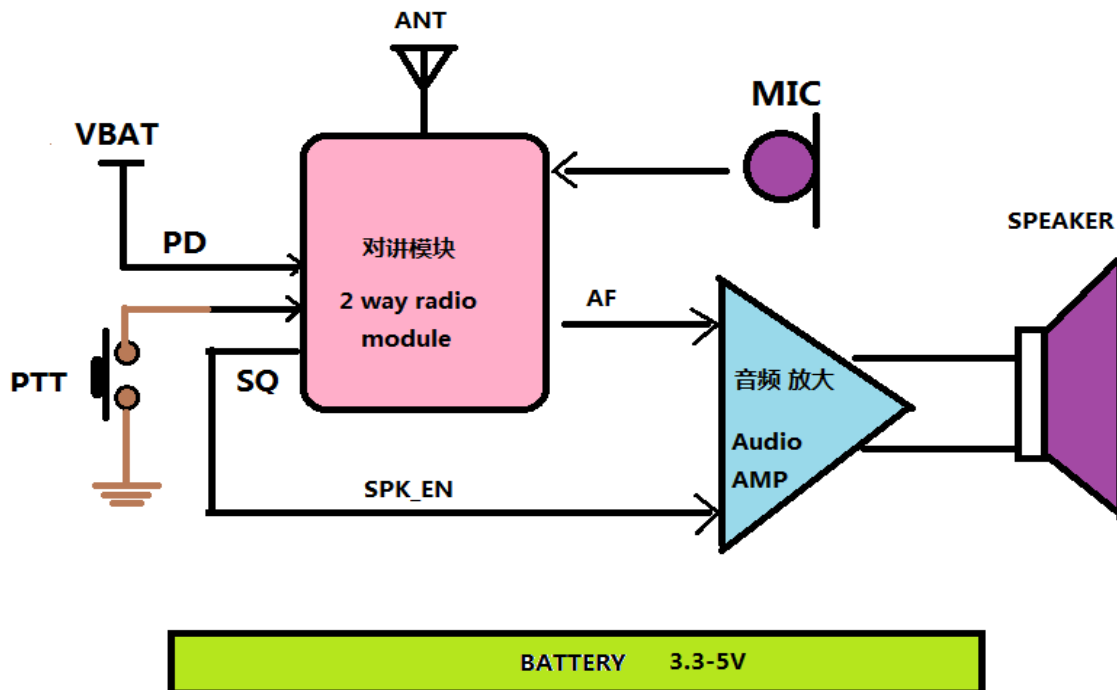 ANT
MIC
VBAT
SPEAKER
PD
对讲模块
2 way radio
module
AF
PTT
SQ
音频 放大
Audio
AMP
SPK_EN
BATTERY 3.3-5V